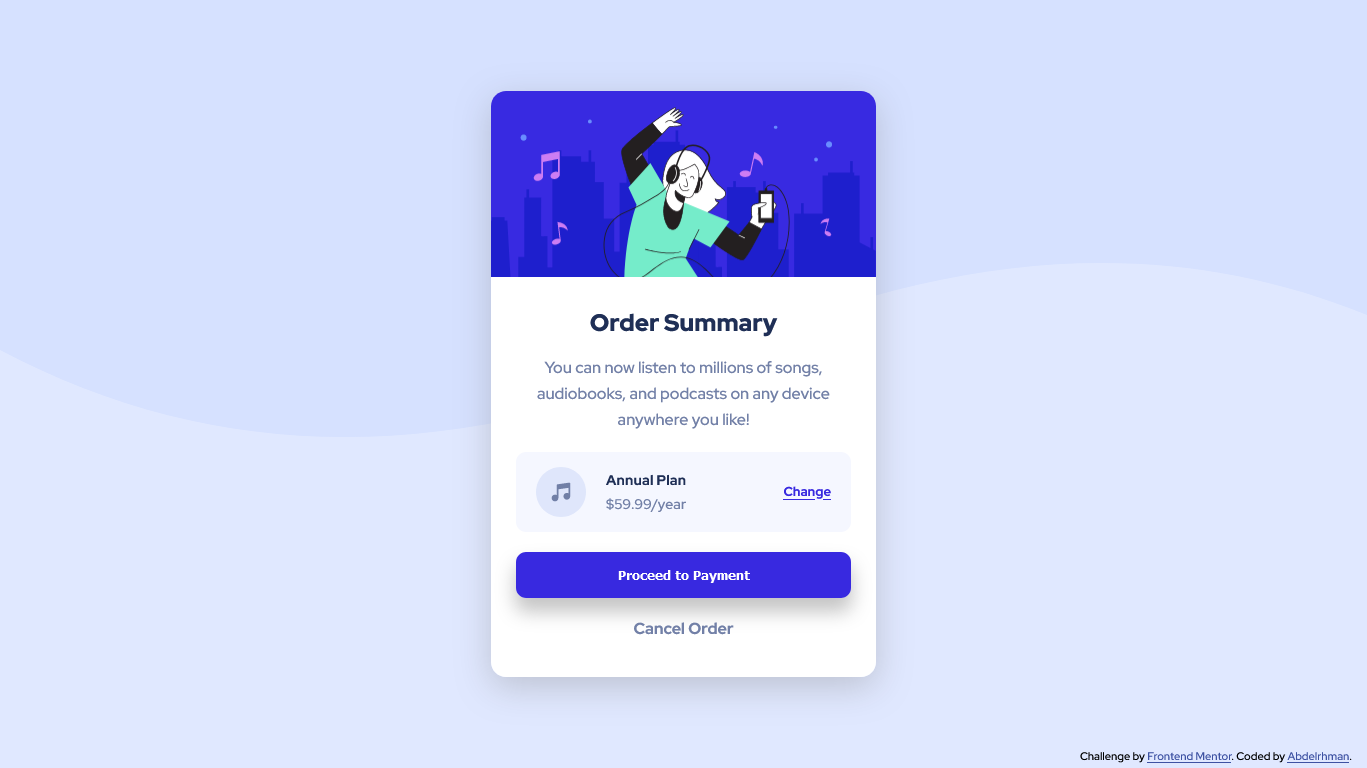 Order Summary
You can now listen to millions of songs,
audiobooks, and podcasts on any device
anywhere you like!
Annual Plan
$59.99/year
Change
Proceed to Payment
Cancel Order
Challenge by Frontend Mentor. Coded by Abdelrhman.